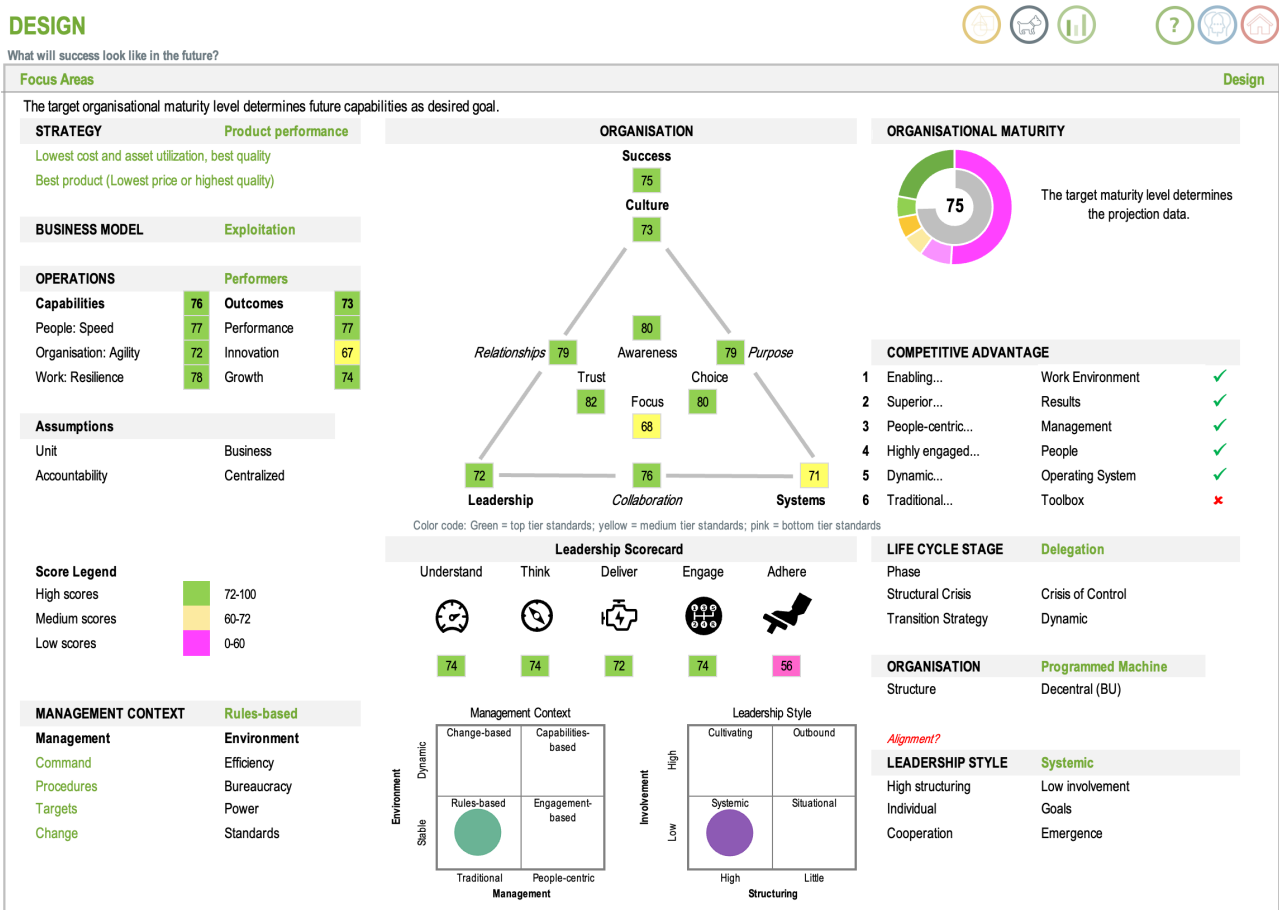 DESIGN
?
What will success look like in the future?
Focus Areas
Design
The target organisational maturity level determines future capabilities as desired goal.
STRATEGY Product performance
Lowest cost and asset utilization, best quality
Best product (Lowest price or highest quality)
BUSINESS MODEL Exploitation
OPERATIONS Performers
Capabilities 76 Outcomes 73
People: Speed 77 Performance 77
Organisation: Agility 72 Innovation 67
Work: Resilience 78 Growth 74
Assumptions
Unit Business
Accountability Centralized
Score Legend
High scores 72-100
Medium scores 60-72
Low scores 0-60
MANAGEMENT CONTEXT Rules-based
Management Environment
Command Efficiency
Procedures Bureaucracy
Targets Power
Change Standards
ORGANISATION
Success
75
Culture
73
80
Relationships 79 Awareness 79 Purpose
Trust Choice
82 Focus 80
68
72 76 71
Leadership Collaboration Systems
Color code: Green = top tier standards; yellow = medium tier standards; pink = bottom tier standards
Leadership Scorecard
Understand Think Deliver Engage Adhere
1 3 5
2 4 6
74 74 72 74 56
Management Context
Change-based Capabilities-
based
Rules-based Engagement-
based
Environment
Dynamic
Stable
Traditional People-centric
Management
Leadership Style
Cultivating Outbound
Systemic Situational
Involvement
High
Low
High Little
Structuring
ORGANISATIONAL MATURITY
75
The target maturity level determines
the projection data.
COMPETITIVE ADVANTAGE
1 Enabling... Work Environment
2 Superior... Results
3 People-centric... Management
4 Highly engaged... People
5 Dynamic... Operating System
6 Traditional... Toolbox
LIFE CYCLE STAGE Delegation
Phase
Structural Crisis Crisis of Control
Transition Strategy Dynamic
ORGANISATION Programmed Machine
Structure Decentral (BU)
Alignment?
LEADERSHIP STYLE Systemic
High structuring Low involvement
Individual Goals
Cooperation Emergence